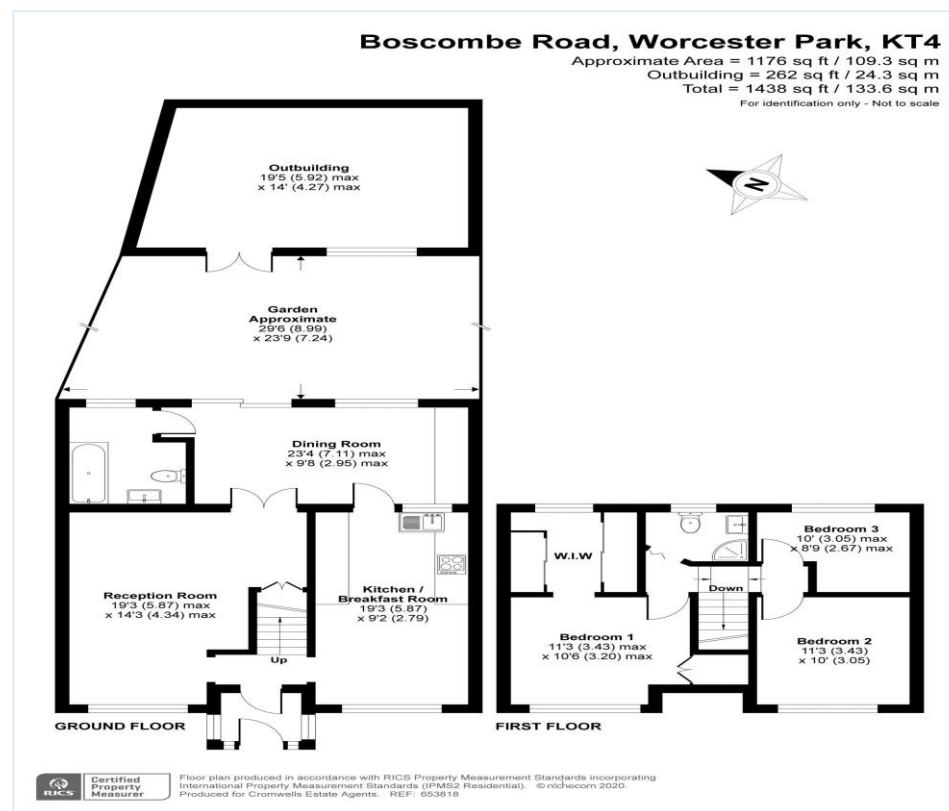 Boscombe Road, Worcester Park, KT4
Approximate Area = 1176 sq ft / 109.3 sq m
Outbuilding = 262 sq ft / 24.3 sq m
Total = 1438 sq ft / 133.6 sq m
For identification only - Not to scale
Outbuilding
19'5 (5.92) max
x 14' (4.27) max
N
Garden
Approximate
29'6 (8.99)
x 23'9 (7.24)
Dining Room
23'4 (7.11) max
x 9'8 (2.95) max
Reception Room
19'3 (5.87) max
x 14'3 (4.34) max
Kitchen /
Breakfast Room
19'3 (5.87)
x 9'2 (2.79)
Up
GROUND FLOOR
W.I.W
Bedroom 3
10' (3.05) max
x 8'9 (2.67) max
Down
Bedroom 1
11'3 (3.43) max
x 10'6 (3.20) max
Bedroom 2
11'3 (3.43)
x 10' (3.05)
FIRST FLOOR
RICS
Certified
Property
Measurer
Floor plan produced in accordance with RICS Property Measurement Standards incorporating
International Property Measurement Standards (IPMS2 Residential). © nichecom 2020.
Produced for Cromwells Estate Agents. REF: 653818